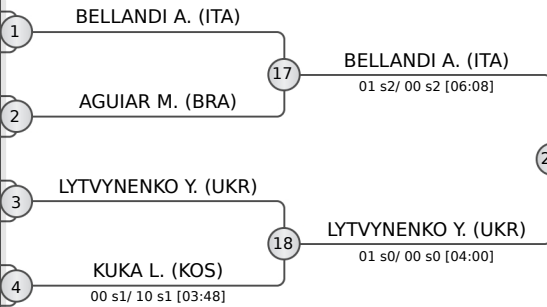 1
BELLANDI A. (ITA)
17
BELLANDI A. (ITA)
01 s2/ 00 s2 [06:08]
2
AGUIAR M. (BRA)
2
3
LYTVYNENKO Y. (UKR)
18
LYTVYNENKO Y. (UKR)
01 s0/ 00 s0 [04:00]
4
KUKA L. (KOS)
00 s1/ 10 s1 [03:48]